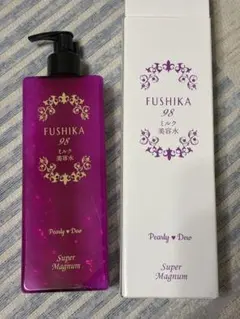 FUSHIKA
98
ミルク
美容水
Pearly ♥ Dew
Super
Magnum
FUSHIKA
98
ミルク
美容水
Pearly ♥ Dew
Super
Magnum